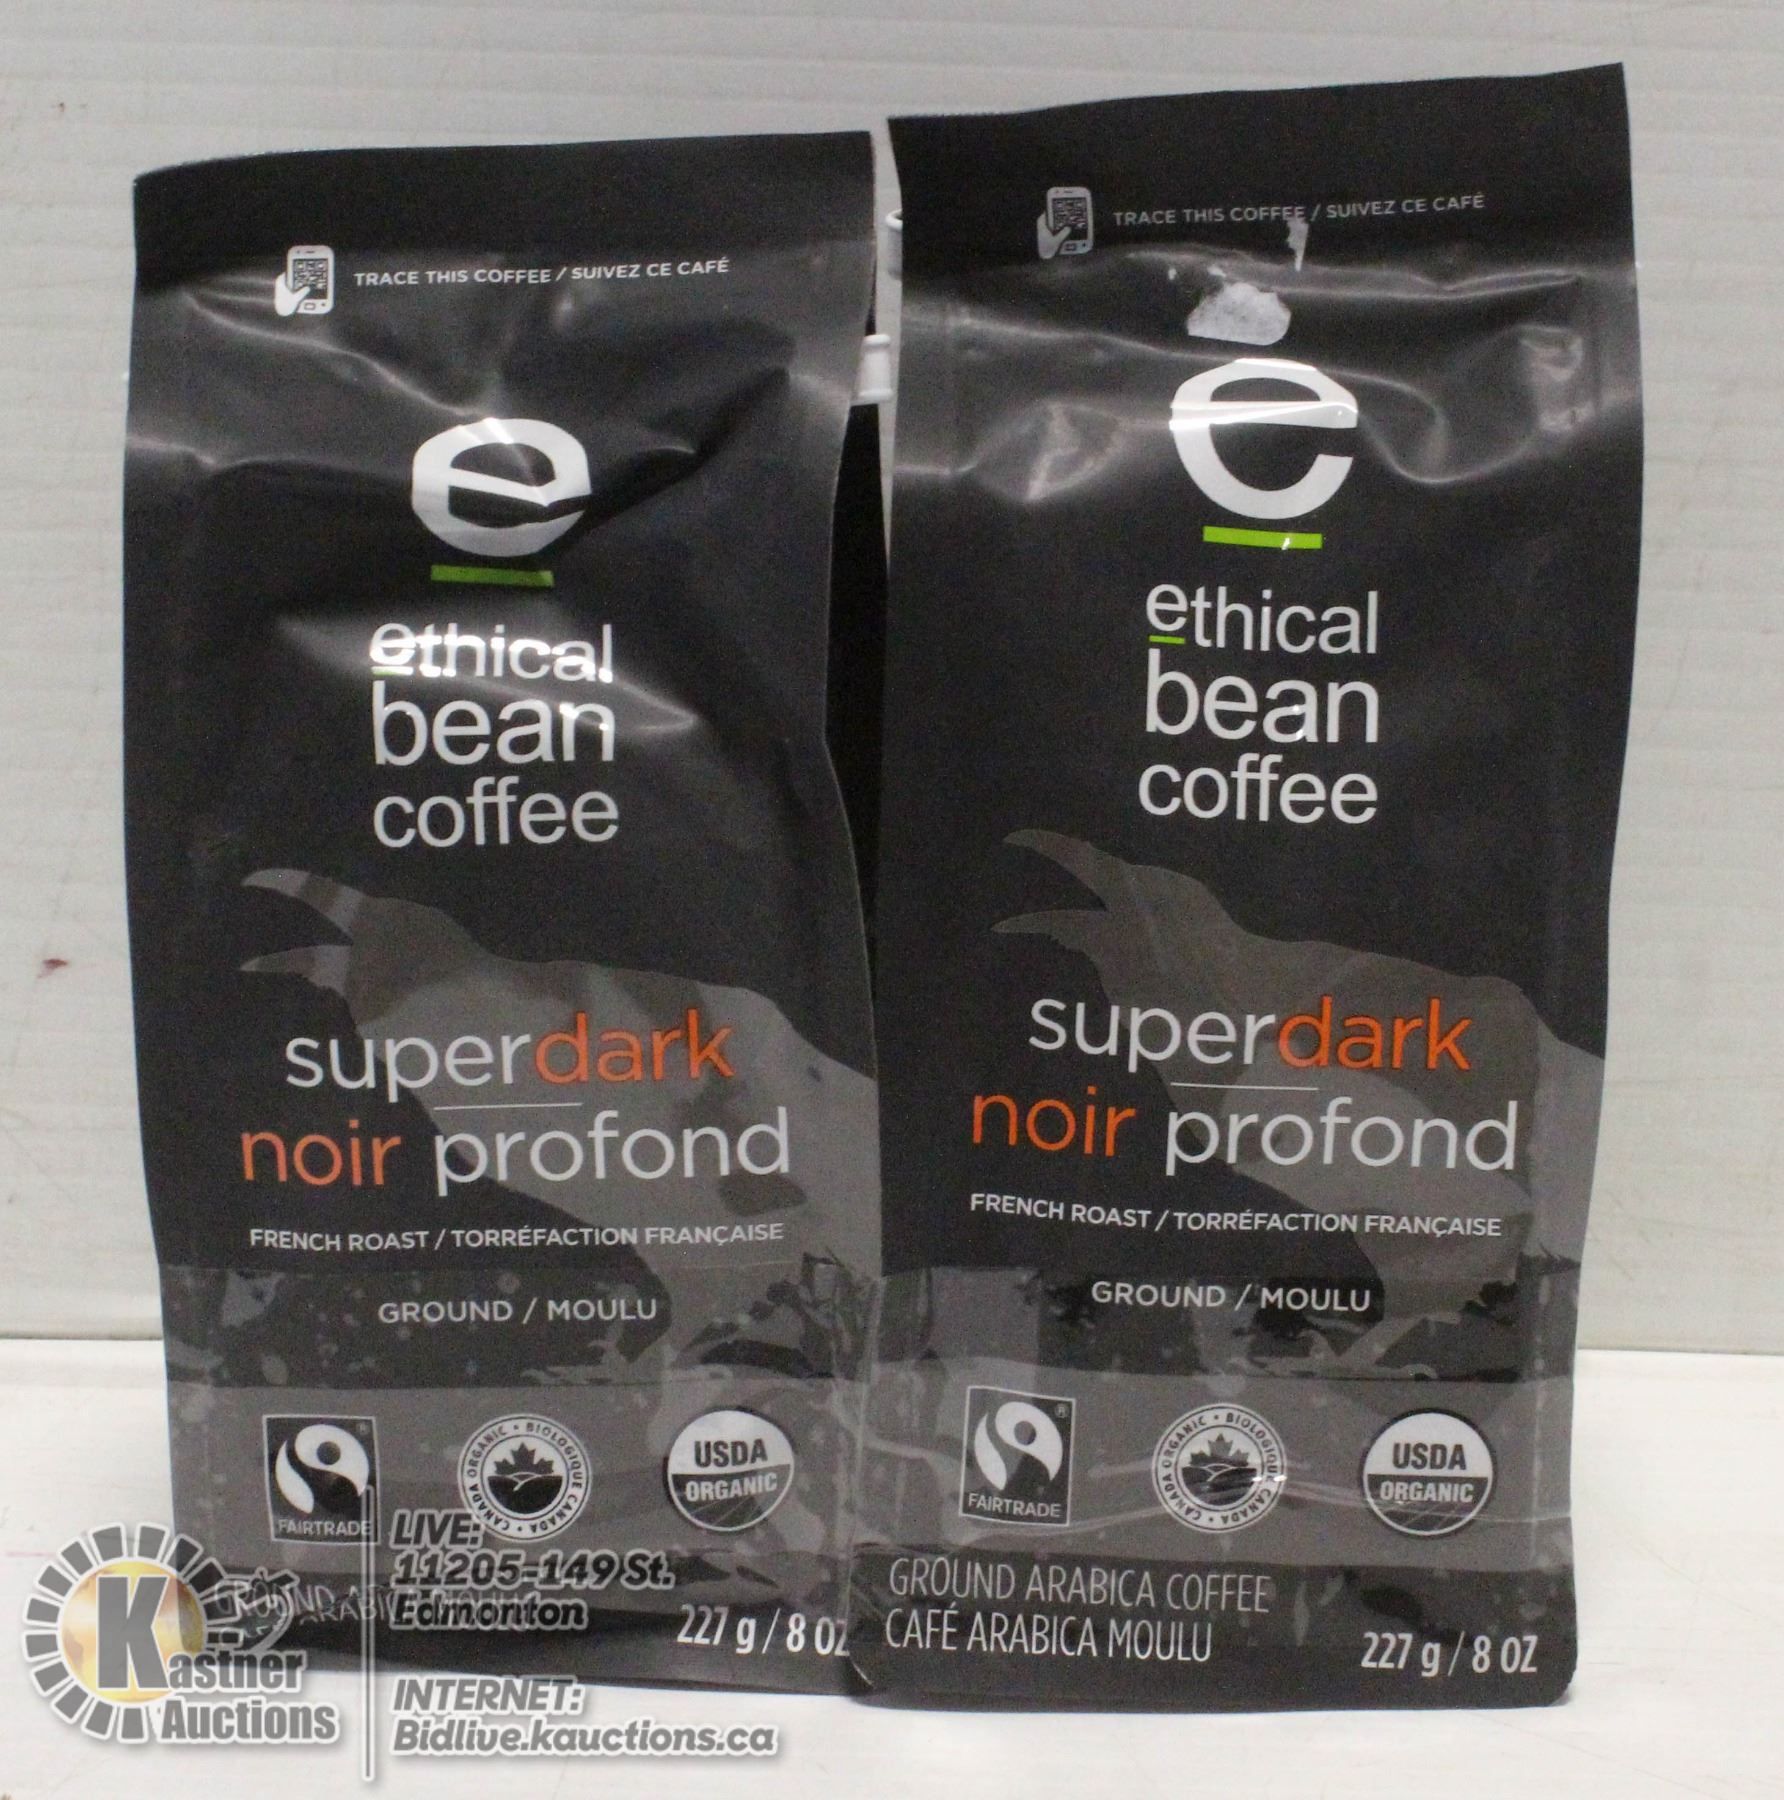 TRACE THIS COFFEE / SUIVEZ CE CAFÉ
e
ethical
bean
coffee
superdark
noir profond
FRENCH ROAST / TORRÉFACTION FRANÇAISE
GROUND / MOULU
FAIRTRADE
CANADA ORGANIC • BIOLOGIQUE CANADA
USDA
ORGANIC
GROUND ARABICA
227 g / 8 OZ
TRACE THIS COFFEE / SUIVEZ CE CAFÉ
e
ethical
bean
coffee
superdark
noir profond
FRENCH ROAST / TORRÉFACTION FRANÇAISE
GROUND / MOULU
FAIRTRADE
CANADA ORGANIC • BIOLOGIQUE CANADA
USDA
ORGANIC
GROUND ARABICA COFFEE
CAFÉ ARABICA MOULU
227 g / 8 OZ
Kastner
Auctions
LIVE:
11205-149 St.
Edmonton
INTERNET:
Bidlive.kauctions.ca